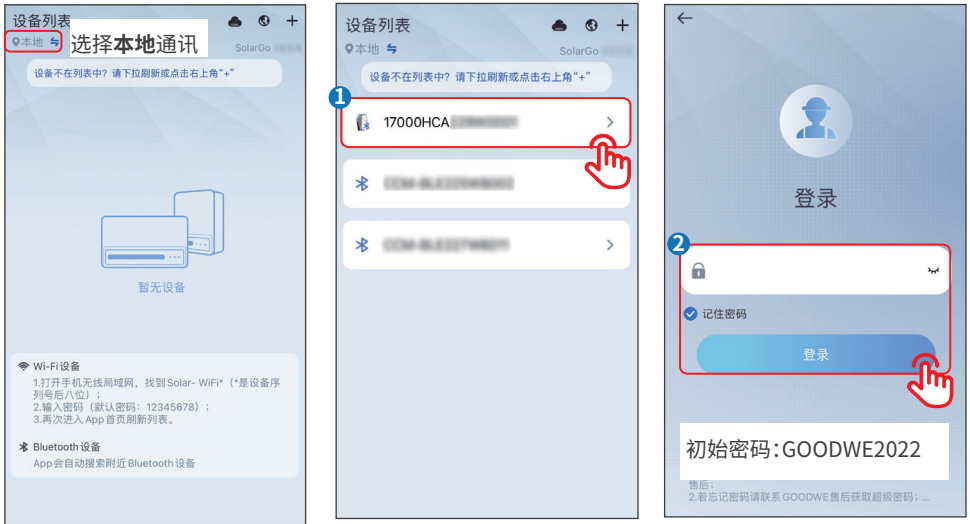 设备列表
本地
选择本地通讯
SolarGo
设备不在列表中？请下拉刷新或点击右上角“+”
暂无设备
Wi-Fi设备
1.打开手机无线局域网，找到Solar- WiFi*（*是设备序
列号后八位）；
2.输入密码（默认密码：12345678）；
3.再次进入App首页刷新列表。
Bluetooth设备
App会自动搜索附近Bluetooth设备
设备列表
本地
SolarGo
设备不在列表中？请下拉刷新或点击右上角“+”
1
17000HCA
2
登录
记住密码
登录
初始密码：GOODWE2022
售后；
2.若忘记密码请联系GOODWE售后获取超级密码；...